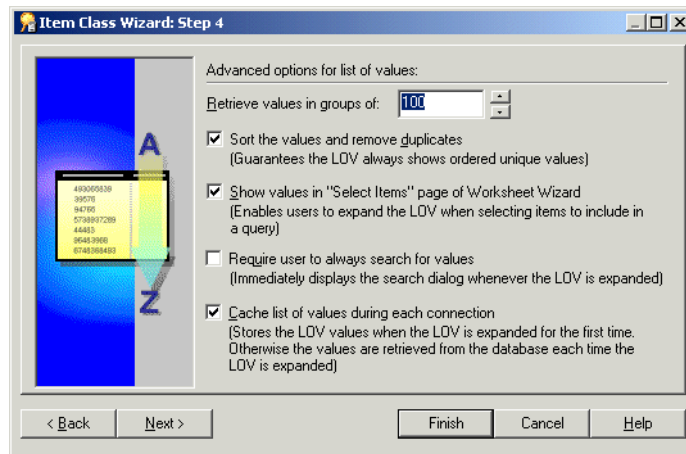 Item Class Wizard: Step 4
Advanced options for list of values:
Retrieve values in groups of: 100
Sort the values and remove duplicates
(Guarantees the LOV always shows ordered unique values)
Show values in "Select Items" page of Worksheet Wizard
(Enables users to expand the LOV when selecting items to include in
a query)
Require user to always search for values
(Immediately displays the search dialog whenever the LOV is expanded)
Cache list of values during each connection
(Stores the LOV values when the LOV is expanded for the first time.
Otherwise the values are retrieved from the database each time the
LOV is expanded)
A
39576
94766
44483
Z
< Back Next > Finish Cancel Help